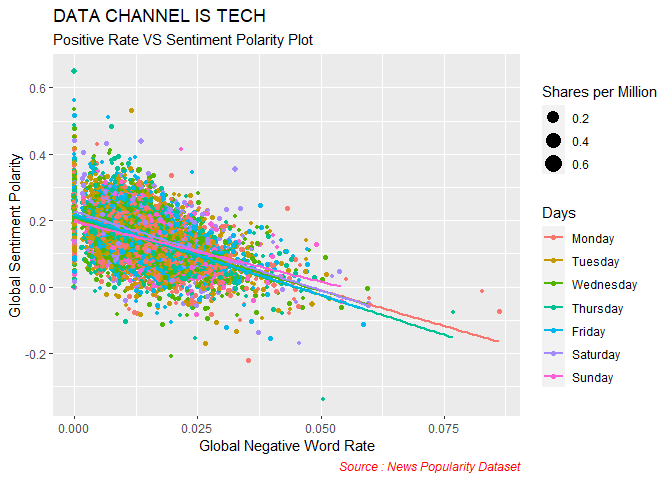 DATA CHANNEL IS TECH
Positive Rate VS Sentiment Polarity Plot
Global Sentiment Polarity
0.6
0.4
0.2
0.0
-0.2
0.000
0.025
0.050
0.075
Global Negative Word Rate
Source : News Popularity Dataset
Shares per Million
0.2
0.4
0.6
Days
Monday
Tuesday
Wednesday
Thursday
Friday
Saturday
Sunday